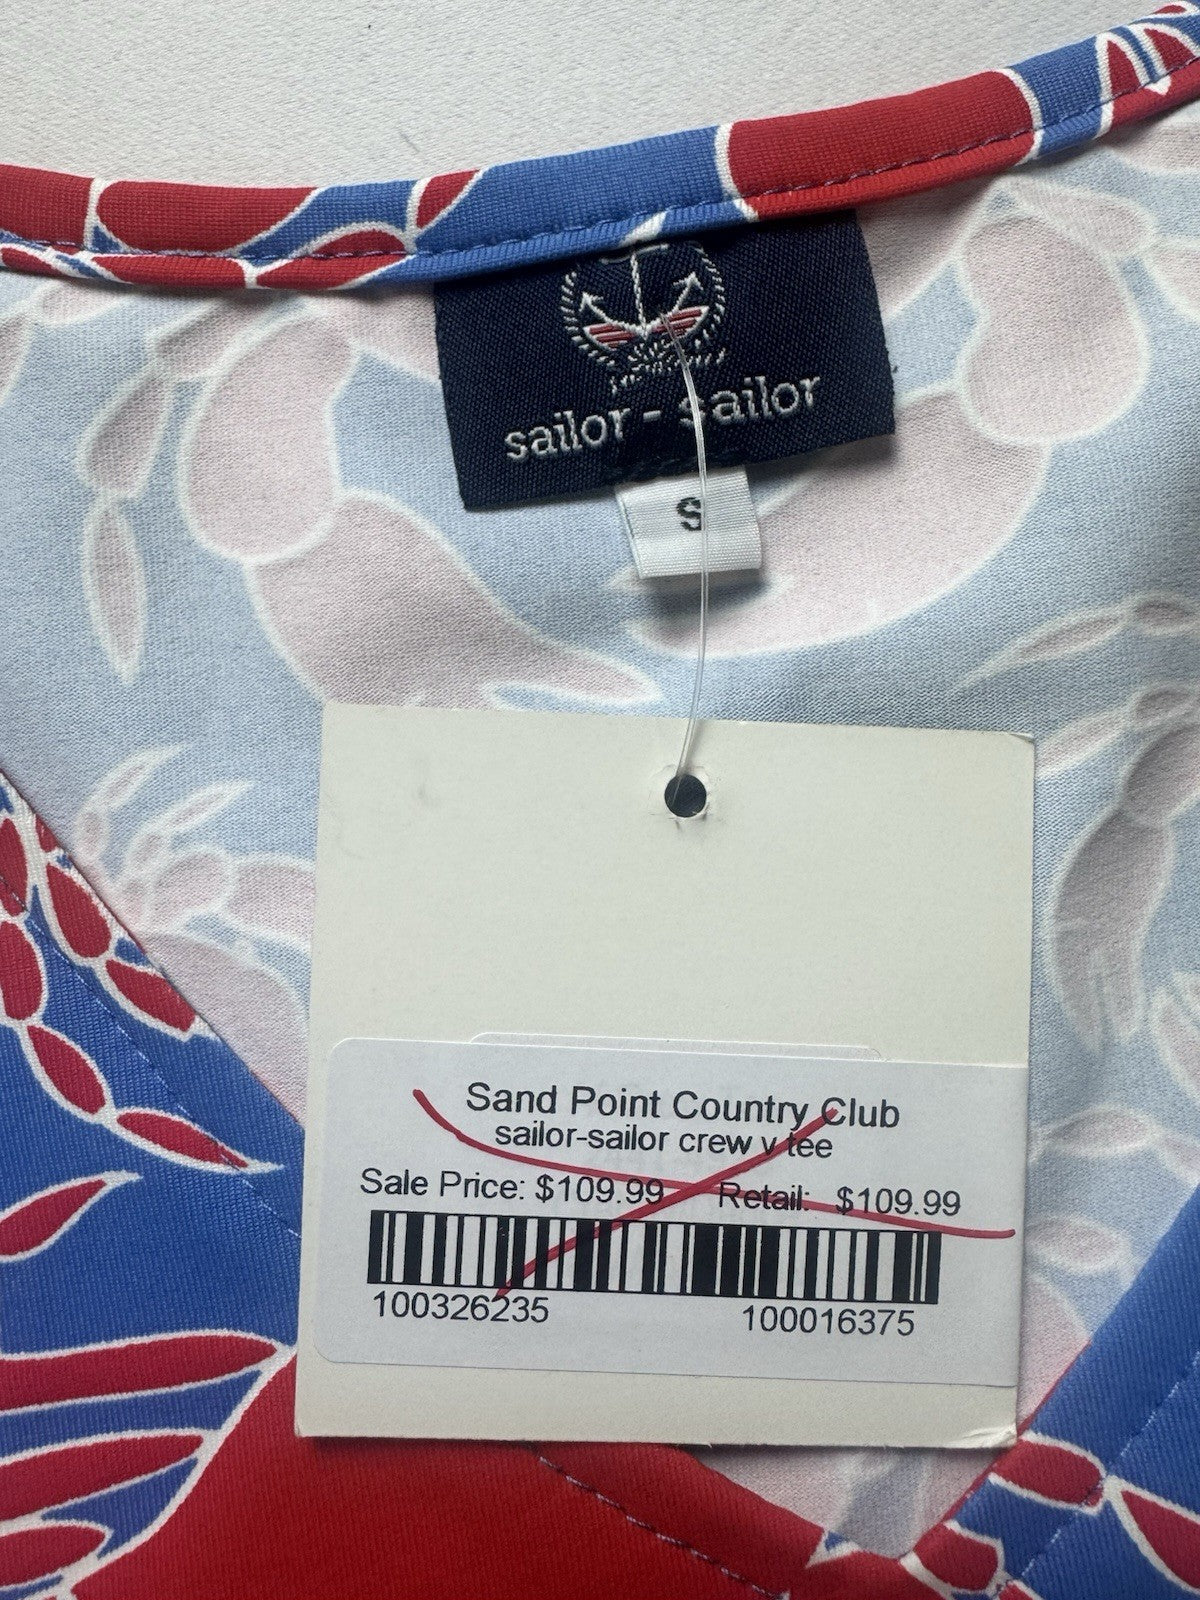 sailor - sailor
S
Sand Point Country Club
sailor-sailor crew v tee
Sale Price: $109.99 Retail: $109.99
100326235 100016375